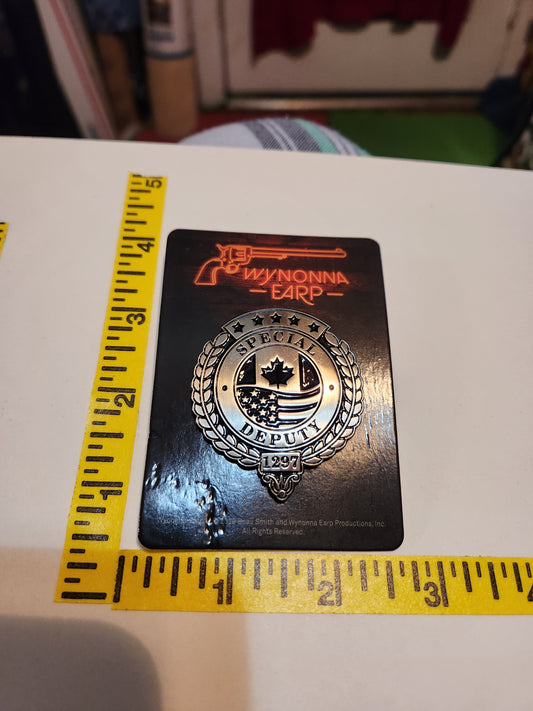 5
4
3
2
1
WYNONNA
EARP
SPECIAL
DEPUTY
1297
Beau Smith and Wynonna Earp Productions, Inc.
All Rights Reserved.
1 2 3 4